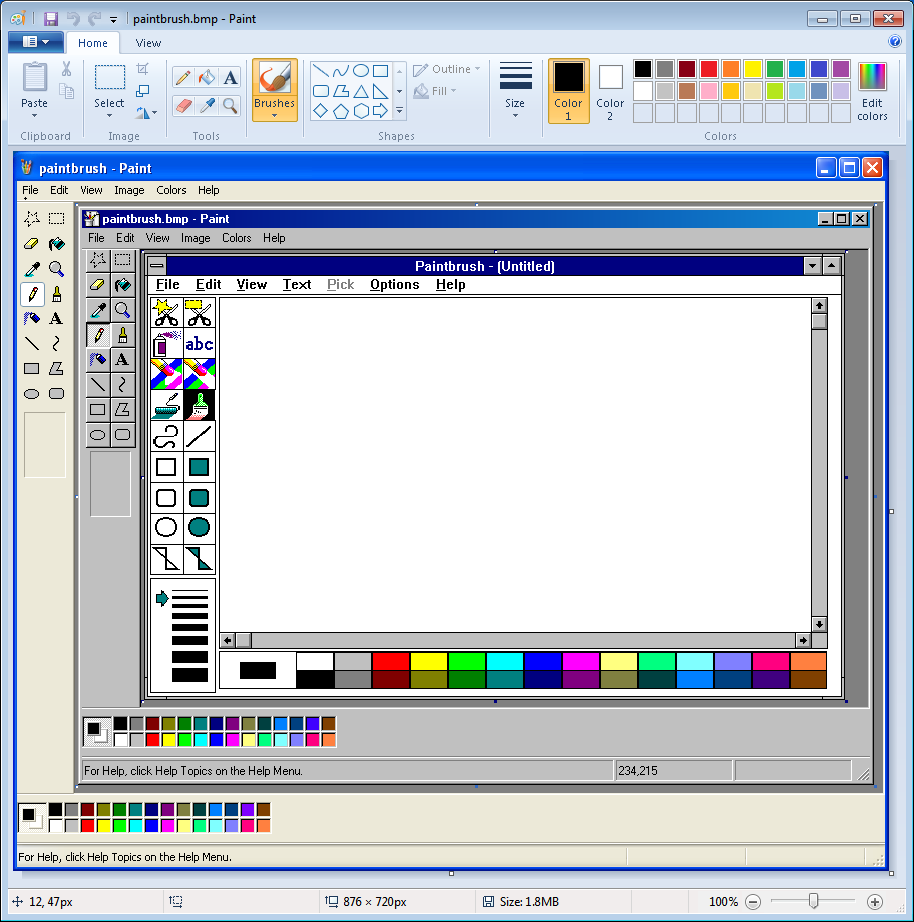 paintbrush.bmp - Paint
Home View
Paste
Select
Brushes
Outline
Fill
Size
Color 1
Color 2
Edit colors
Clipboard Image Tools Shapes Colors
paintbrush - Paint
File Edit View Image Colors Help
paintbrush.bmp - Paint
File Edit View Image Colors Help
Paintbrush - (Untitled)
File Edit View Text Pick Options Help
abc
A
A
A
For Help, click Help Topics on the Help Menu.
234,215
For Help, click Help Topics on the Help Menu.
12, 47px
876 × 720px
Size: 1.8MB
100%